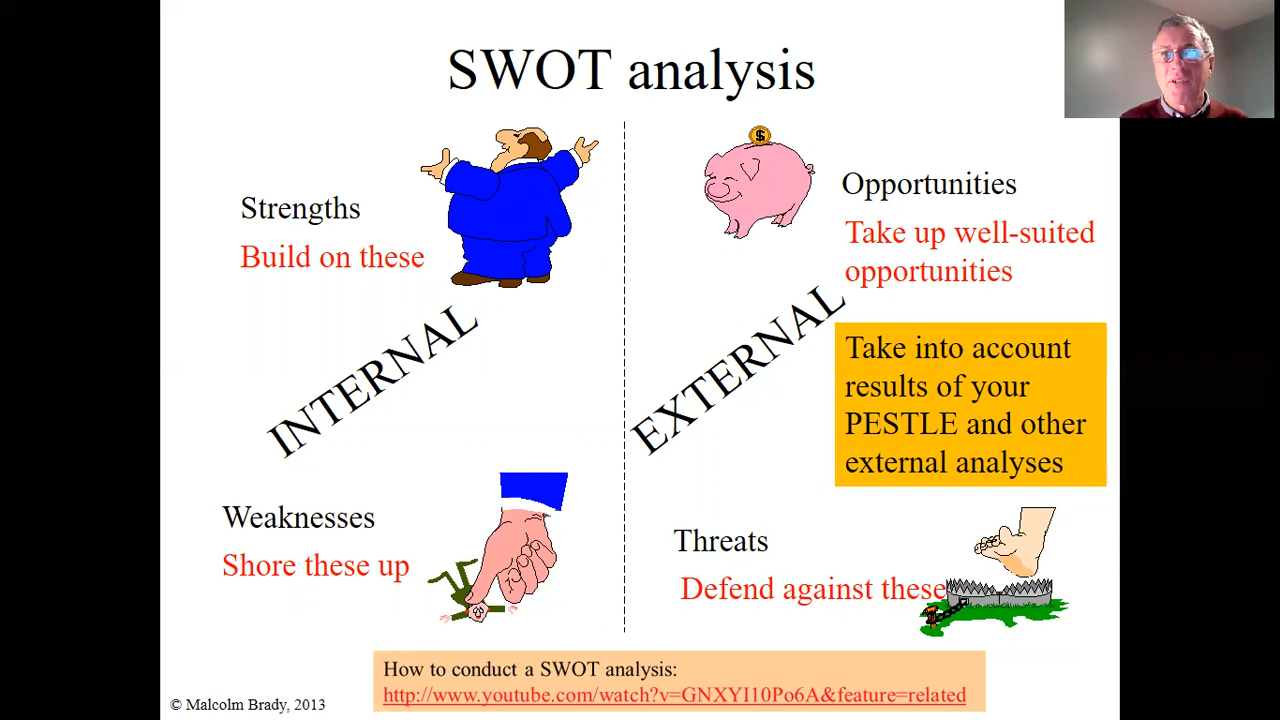 SWOT analysis
Strengths
Build on these
$
Opportunities
Take up well-suited
opportunities
INTERNAL
EXTERNAL
Take into account
results of your
PESTLE and other
external analyses
Weaknesses
Shore these up
Threats
Defend against these
How to conduct a SWOT analysis:
http://www.youtube.com/watch?v=GNXYI10Po6A&feature=related
© Malcolm Brady, 2013